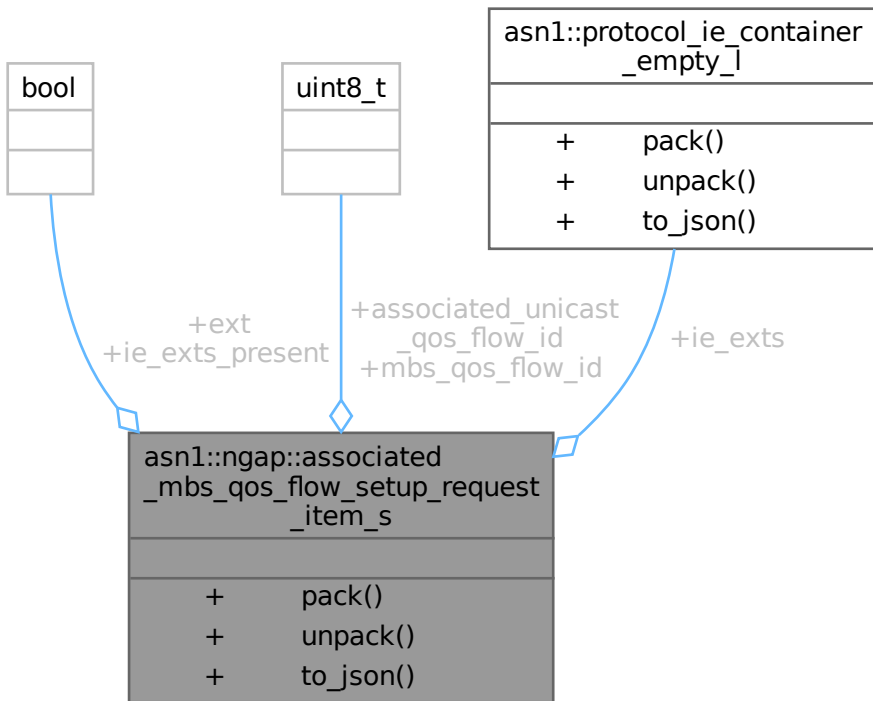 asn1::protocol_ie_container
_empty_l
+ pack()
+ unpack()
+ to_json()
bool
uint8_t
+ext
+ie_exts_present
+associated_unicast
_qos_flow_id
+mbs_qos_flow_id
+ie_exts
asn1::ngap::associated
_mbs_qos_flow_setup_request
_item_s
+ pack()
+ unpack()
+ to_json()